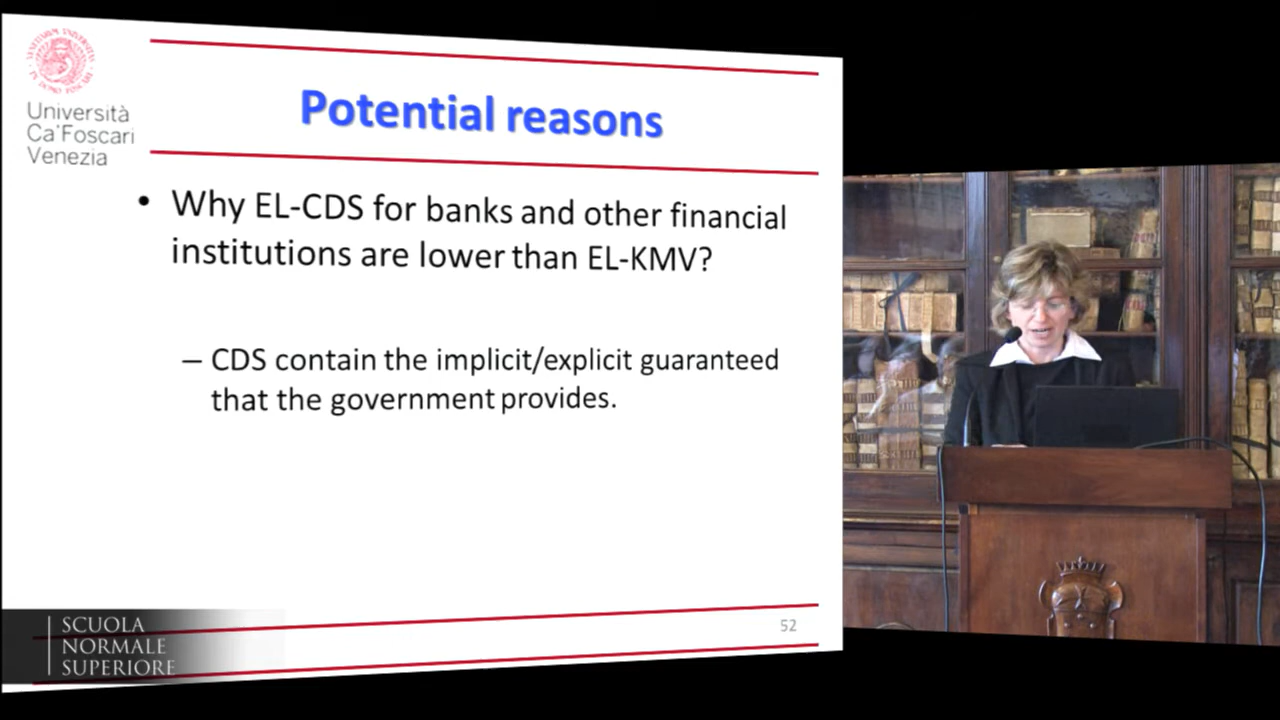 Università
Ca'Foscari
Venezia
Potential reasons
• Why EL-CDS for banks and other financial
institutions are lower than EL-KMV?
– CDS contain the implicit/explicit guaranteed
that the government provides.
52
SCUOLA
NORMALE
SUPERIORE